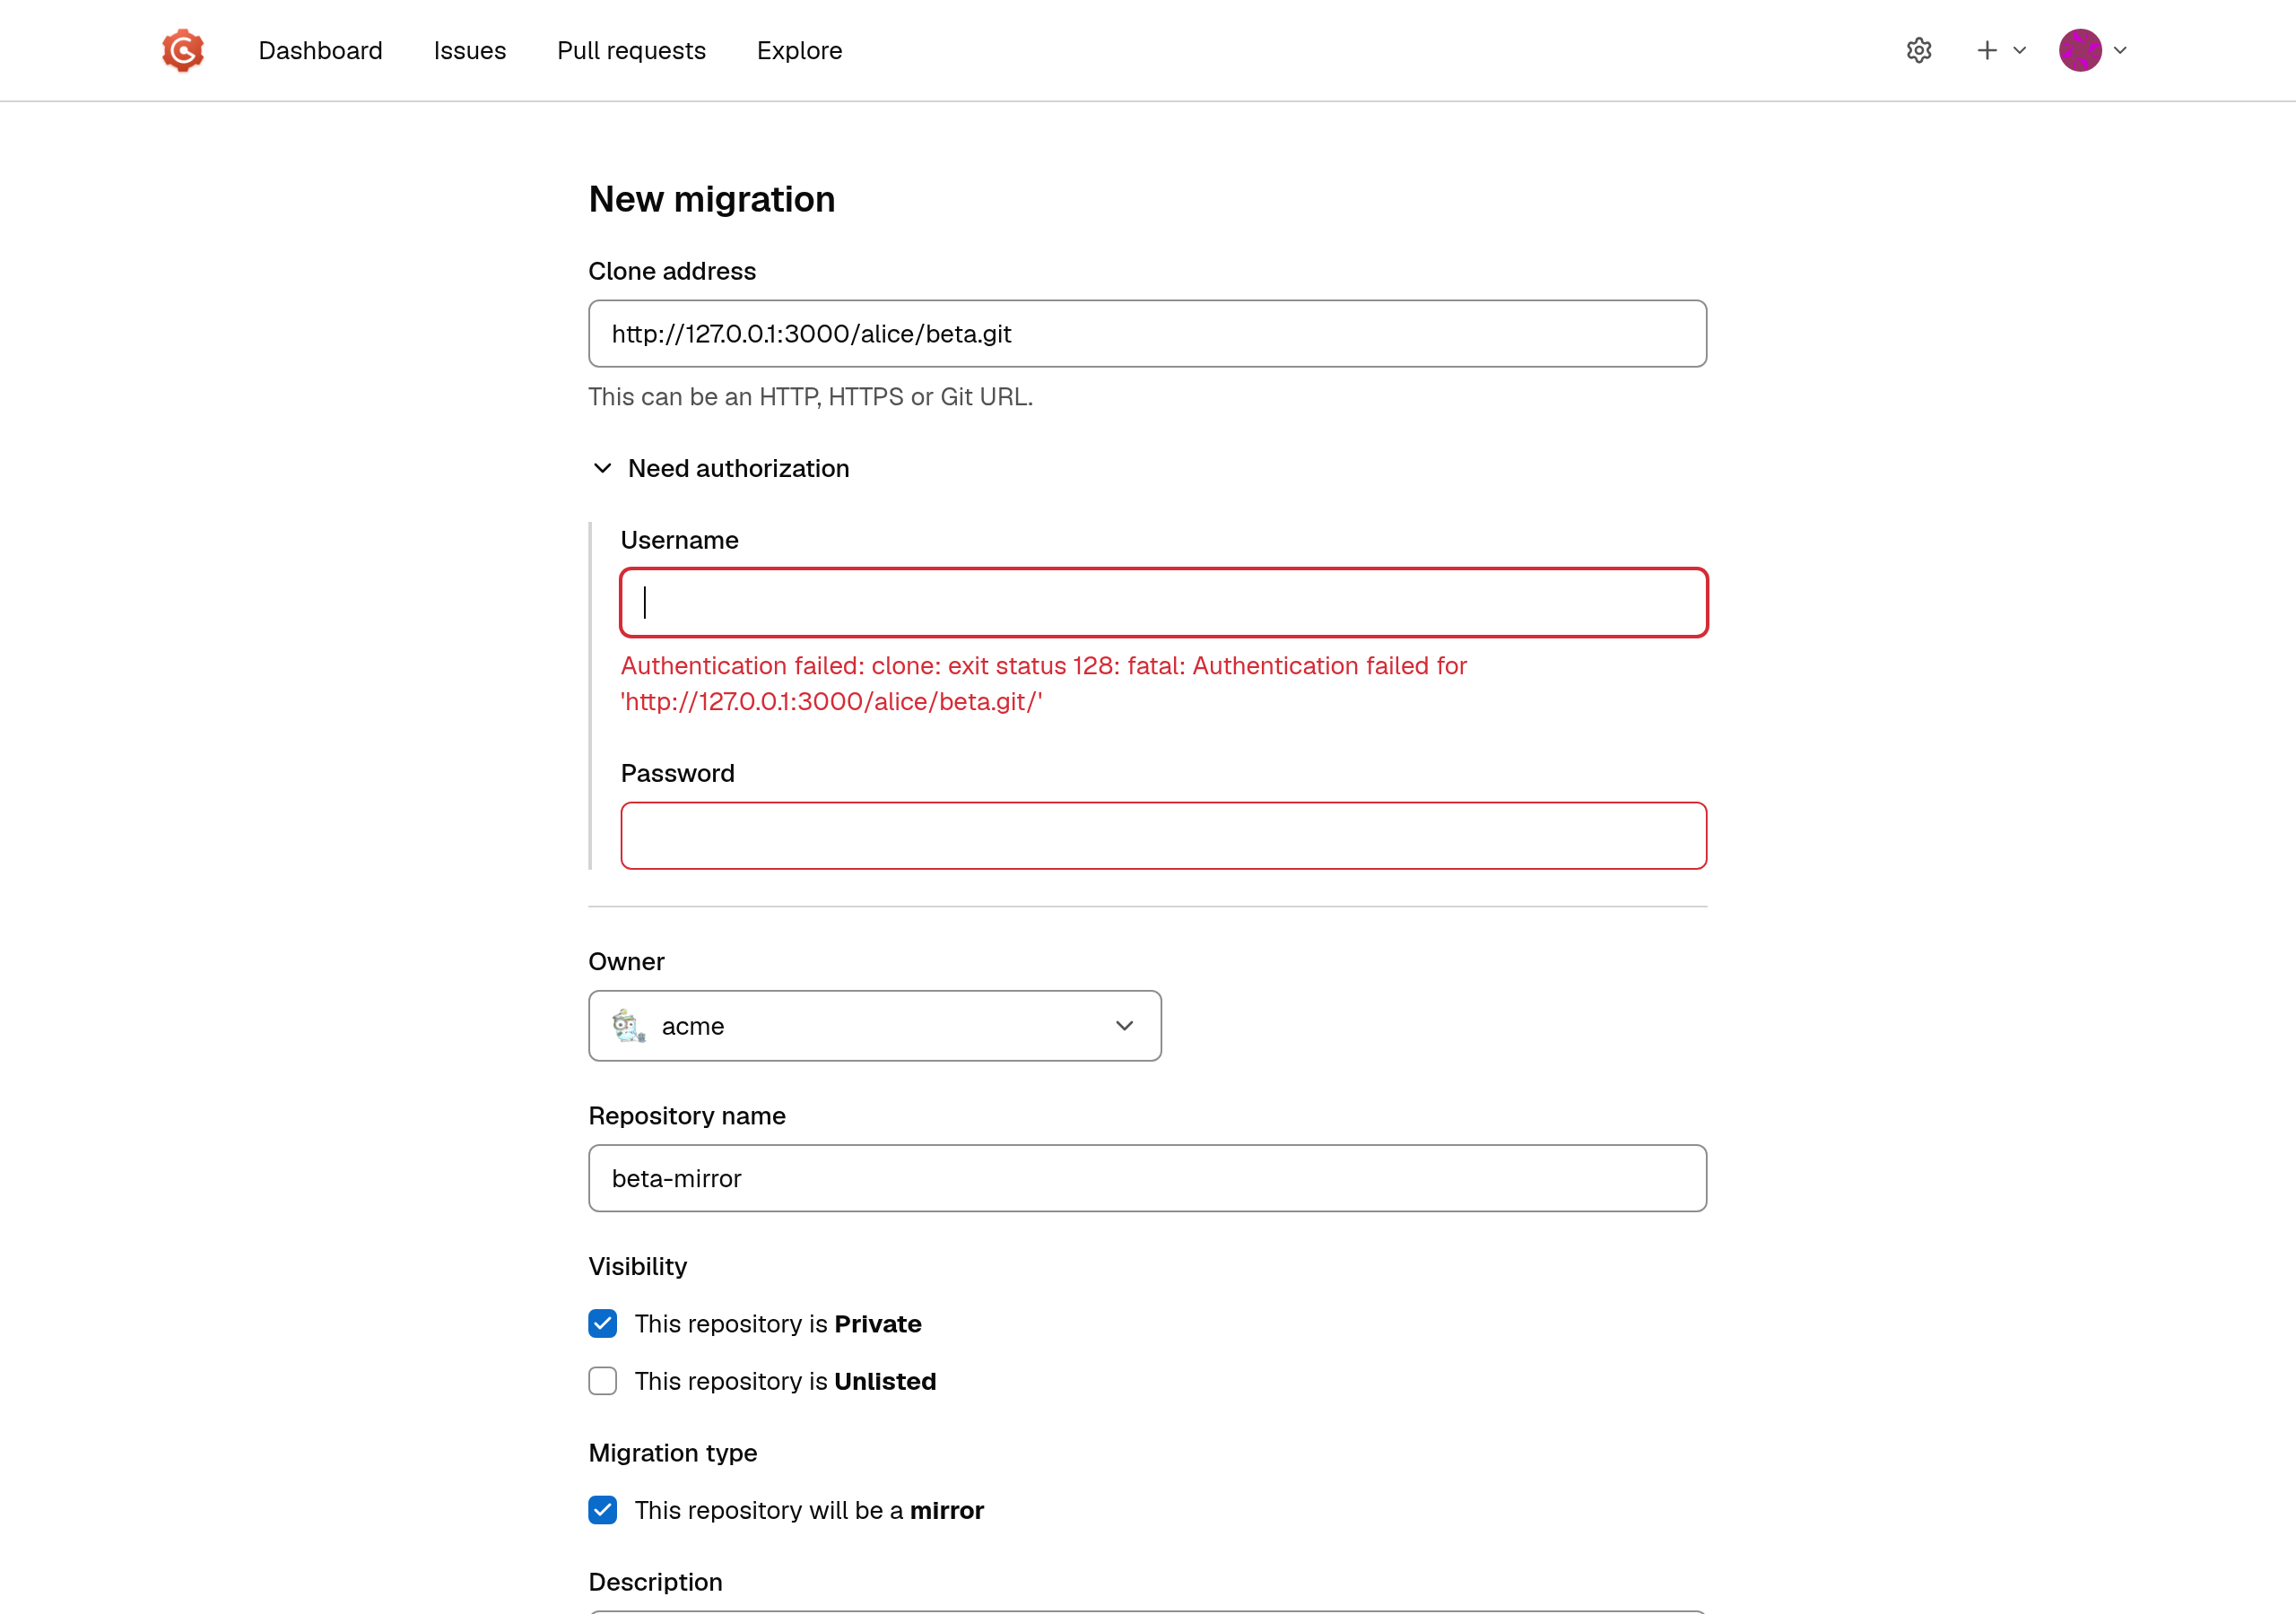 Dashboard Issues Pull requests Explore
New migration
Clone address
http://127.0.0.1:3000/alice/beta.git
This can be an HTTP, HTTPS or Git URL.
Need authorization
Username
Authentication failed: clone: exit status 128: fatal: Authentication failed for
'http://127.0.0.1:3000/alice/beta.git/'
Password
Owner
acme
Repository name
beta-mirror
Visibility
This repository is Private
This repository is Unlisted
Migration type
This repository will be a mirror
Description